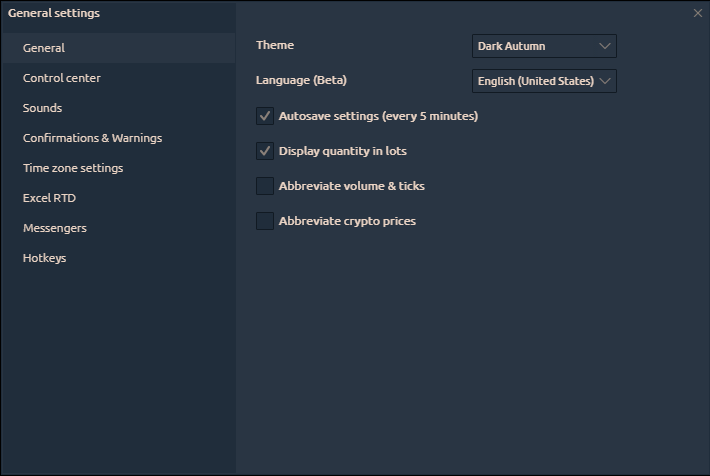 General settings
General
Control center
Sounds
Confirmations & Warnings
Time zone settings
Excel RTD
Messengers
Hotkeys
Theme
Dark Autumn
Language (Beta)
English (United States)
Autosave settings (every 5 minutes)
Display quantity in lots
Abbreviate volume & ticks
Abbreviate crypto prices